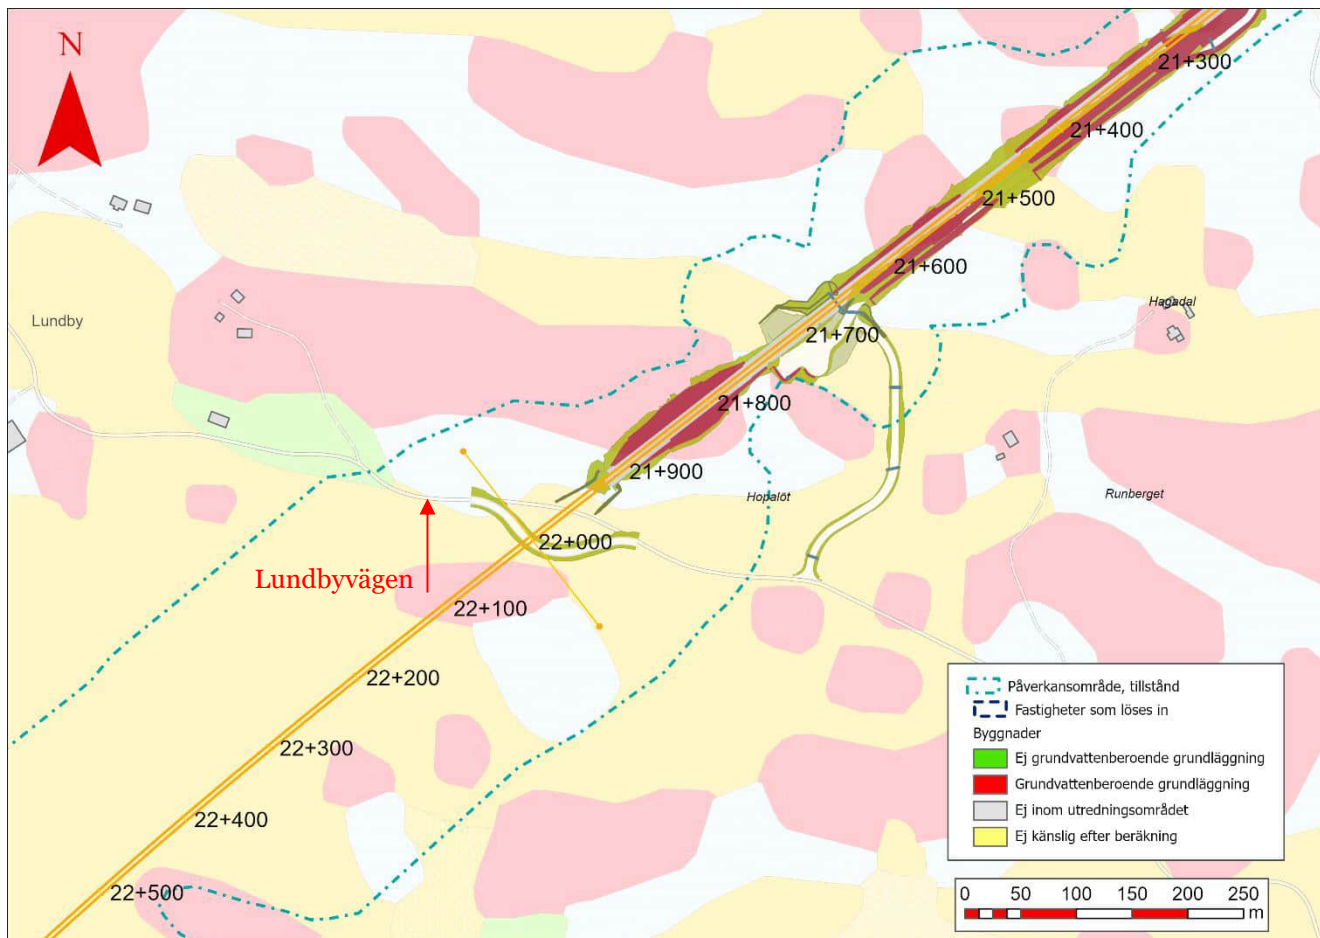 N
21+300
21+400
21+500
21+600
Hagadal
Lundby
21+700
21+800
21+900
Hopalöt
Runberget
22+000
Lundbyvägen
22+100
22+200
22+300
22+400
22+500
Påverkansområde, tillstånd
Fastigheter som löses in
Byggnader
Ej grundvattenberoende grundläggning
Grundvattenberoende grundläggning
Ej inom utredningsområdet
Ej känslig efter beräkning
0 50 100 150 200 250
m